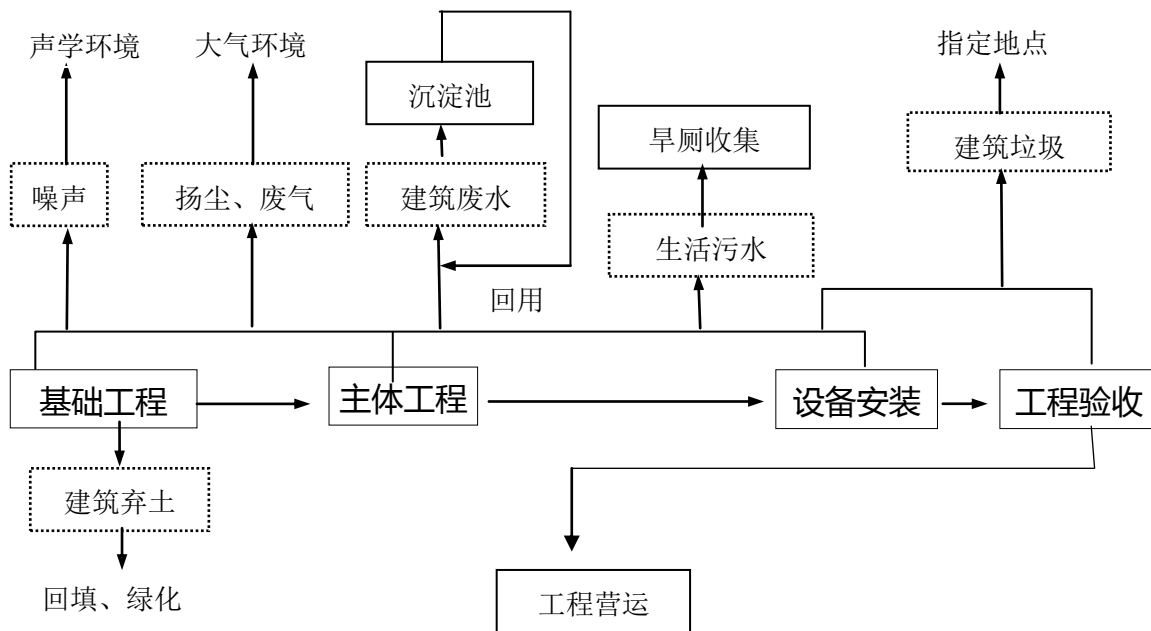 声学环境
大气环境
指定地点
沉淀池
旱厕收集
建筑垃圾
噪声
扬尘、废气
建筑废水
生活污水
回用
基础工程
主体工程
设备安装
工程验收
建筑弃土
回填、绿化
工程营运